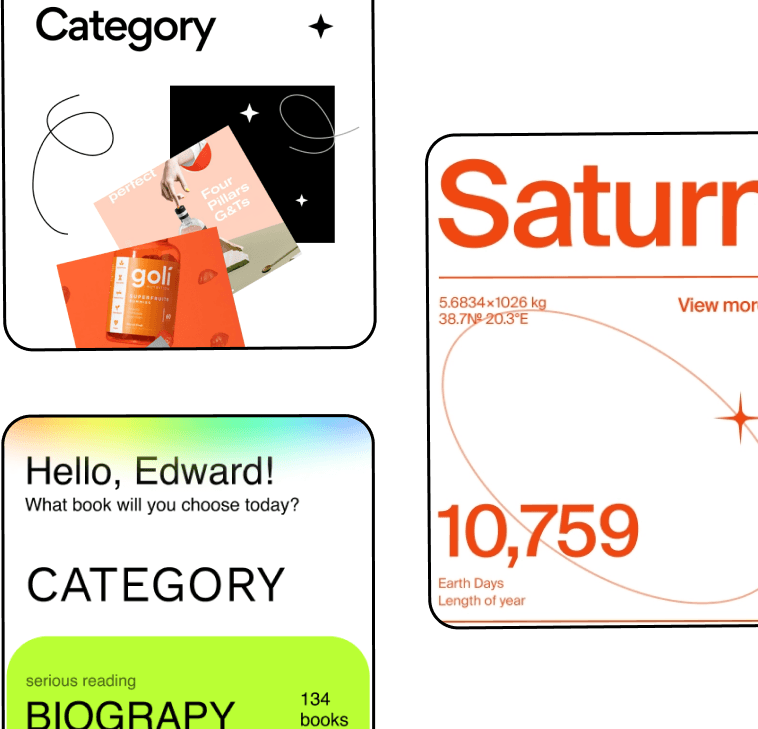 Category
perfect
Four
Pillars
G&Ts
goli
SUPERFRUITS
Saturn
5.6834×1026 kg
38.7Nº 20.3°E
View more
10,759
Earth Days
Length of year
Hello, Edward!
What book will you choose today?
CATEGORY
serious reading
BIOGRAPY
134
books